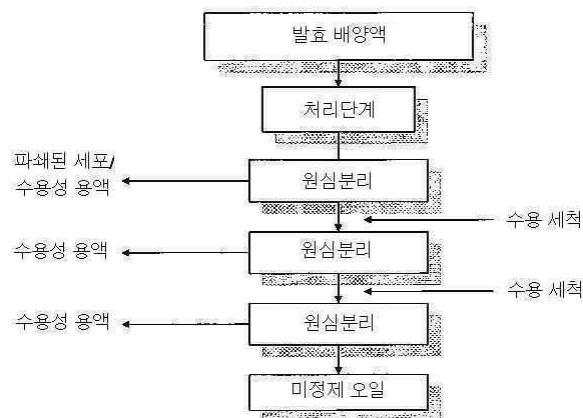 발효 배양액
처리단계
파쇄된 세포/
수용성 용액
원심분리
수용 세척
수용성 용액
원심분리
수용 세척
수용성 용액
원심분리
미정제 오일